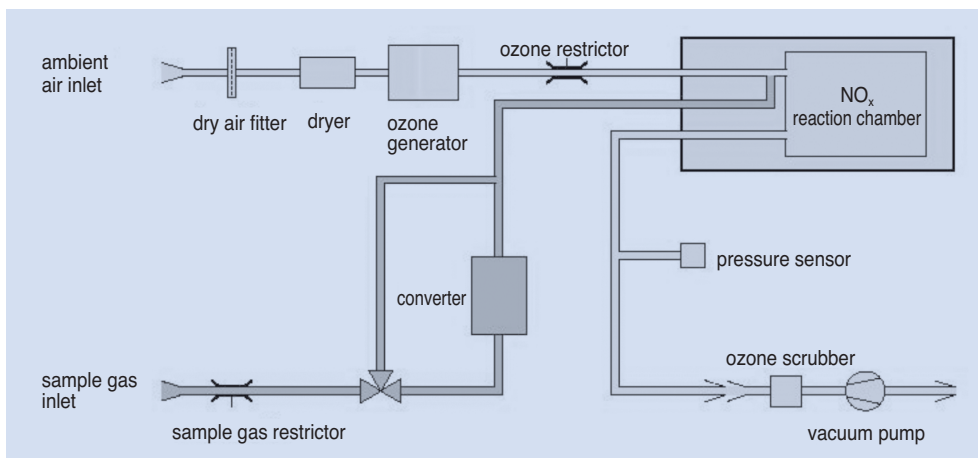 ambient
air inlet
dry air fitter
dryer
ozone
generator
ozone restrictor
NOx
reaction chamber
pressure sensor
converter
sample gas
inlet
sample gas restrictor
ozone scrubber
vacuum pump